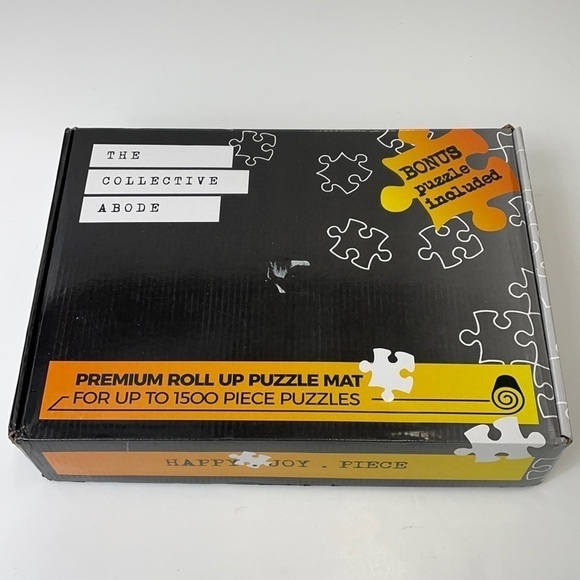 THE
COLLECTIVE
ABODE
BONUS
puzzle
included
PREMIUM ROLL UP PUZZLE MAT
FOR UP TO 1500 PIECE PUZZLES
HAPPY . JOY . PIECE